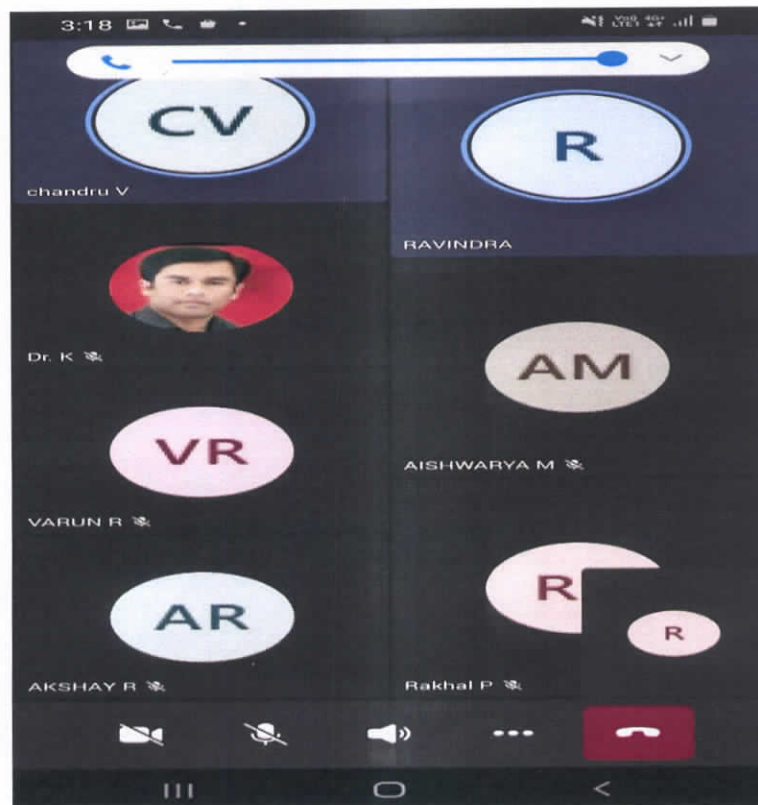 3:18
CV
chandru V
R
RAVINDRA
Dr. K
AM
AISHWARYA M
VR
VARUN R
AR
AKSHAY R
R
Rakhal P
R